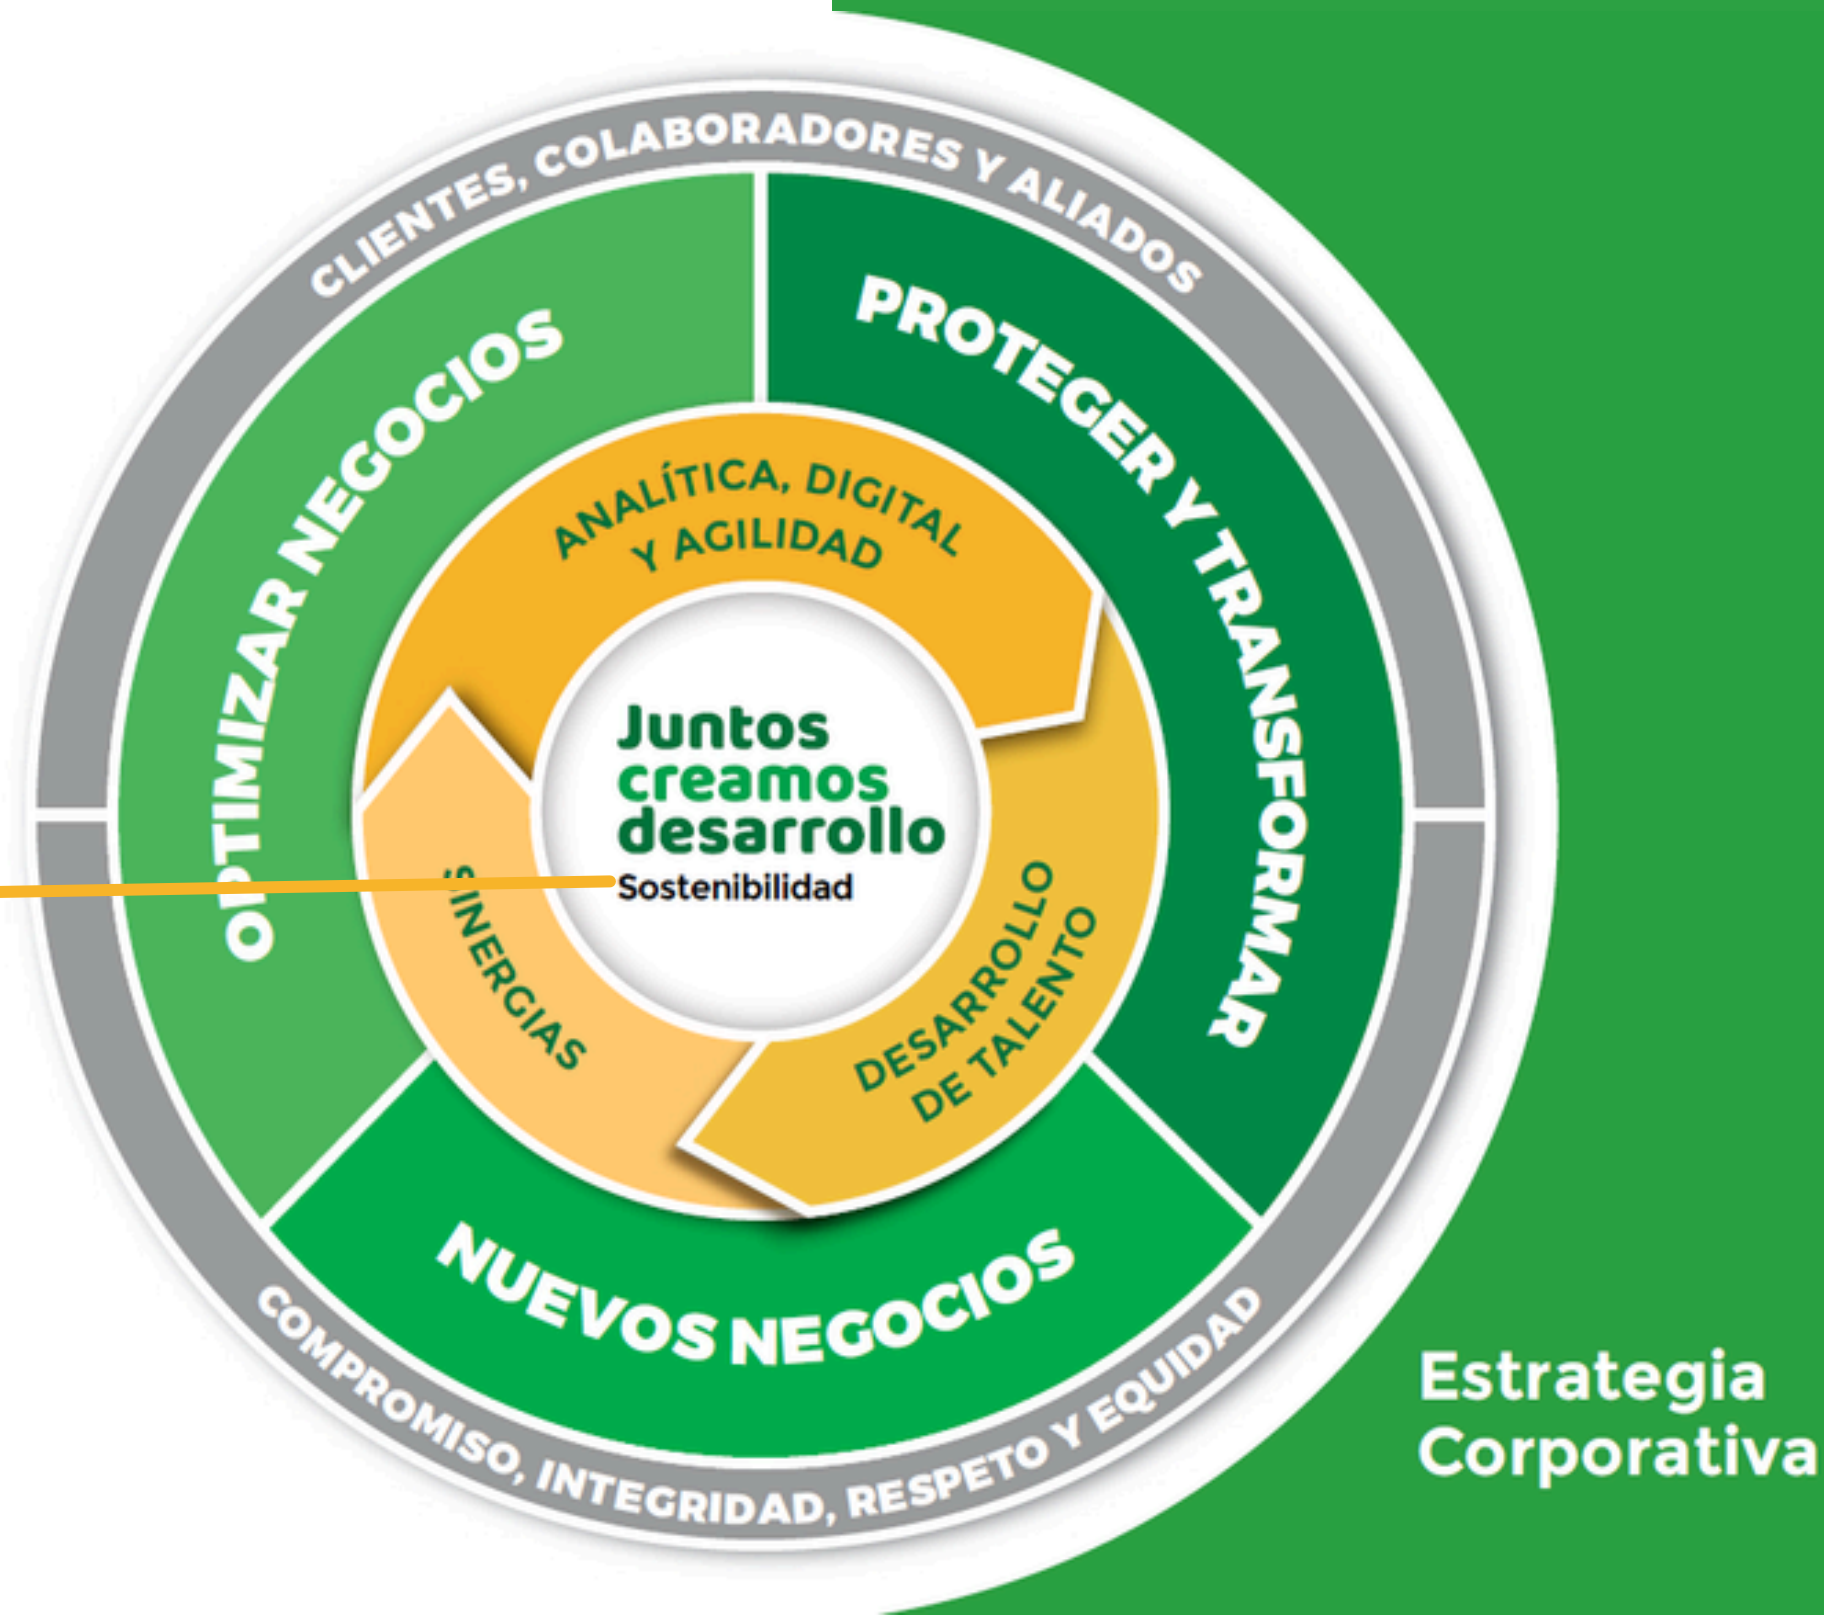 CLIENTES, COLABORADORES Y ALIADOS
OPTIMIZAR NEGOCIOS
PROTEGER Y TRANSFORMAR
ANALÍTICA, DIGITAL
Y AGILIDAD
Juntos
creamos
desarrollo
Sostenibilidad
SINERGIAS
DESARROLLO
DE TALENTO
NUEVOS NEGOCIOS
COMPROMISO, INTEGRIDAD, RESPETO Y EQUIDAD
Estrategia
Corporativa